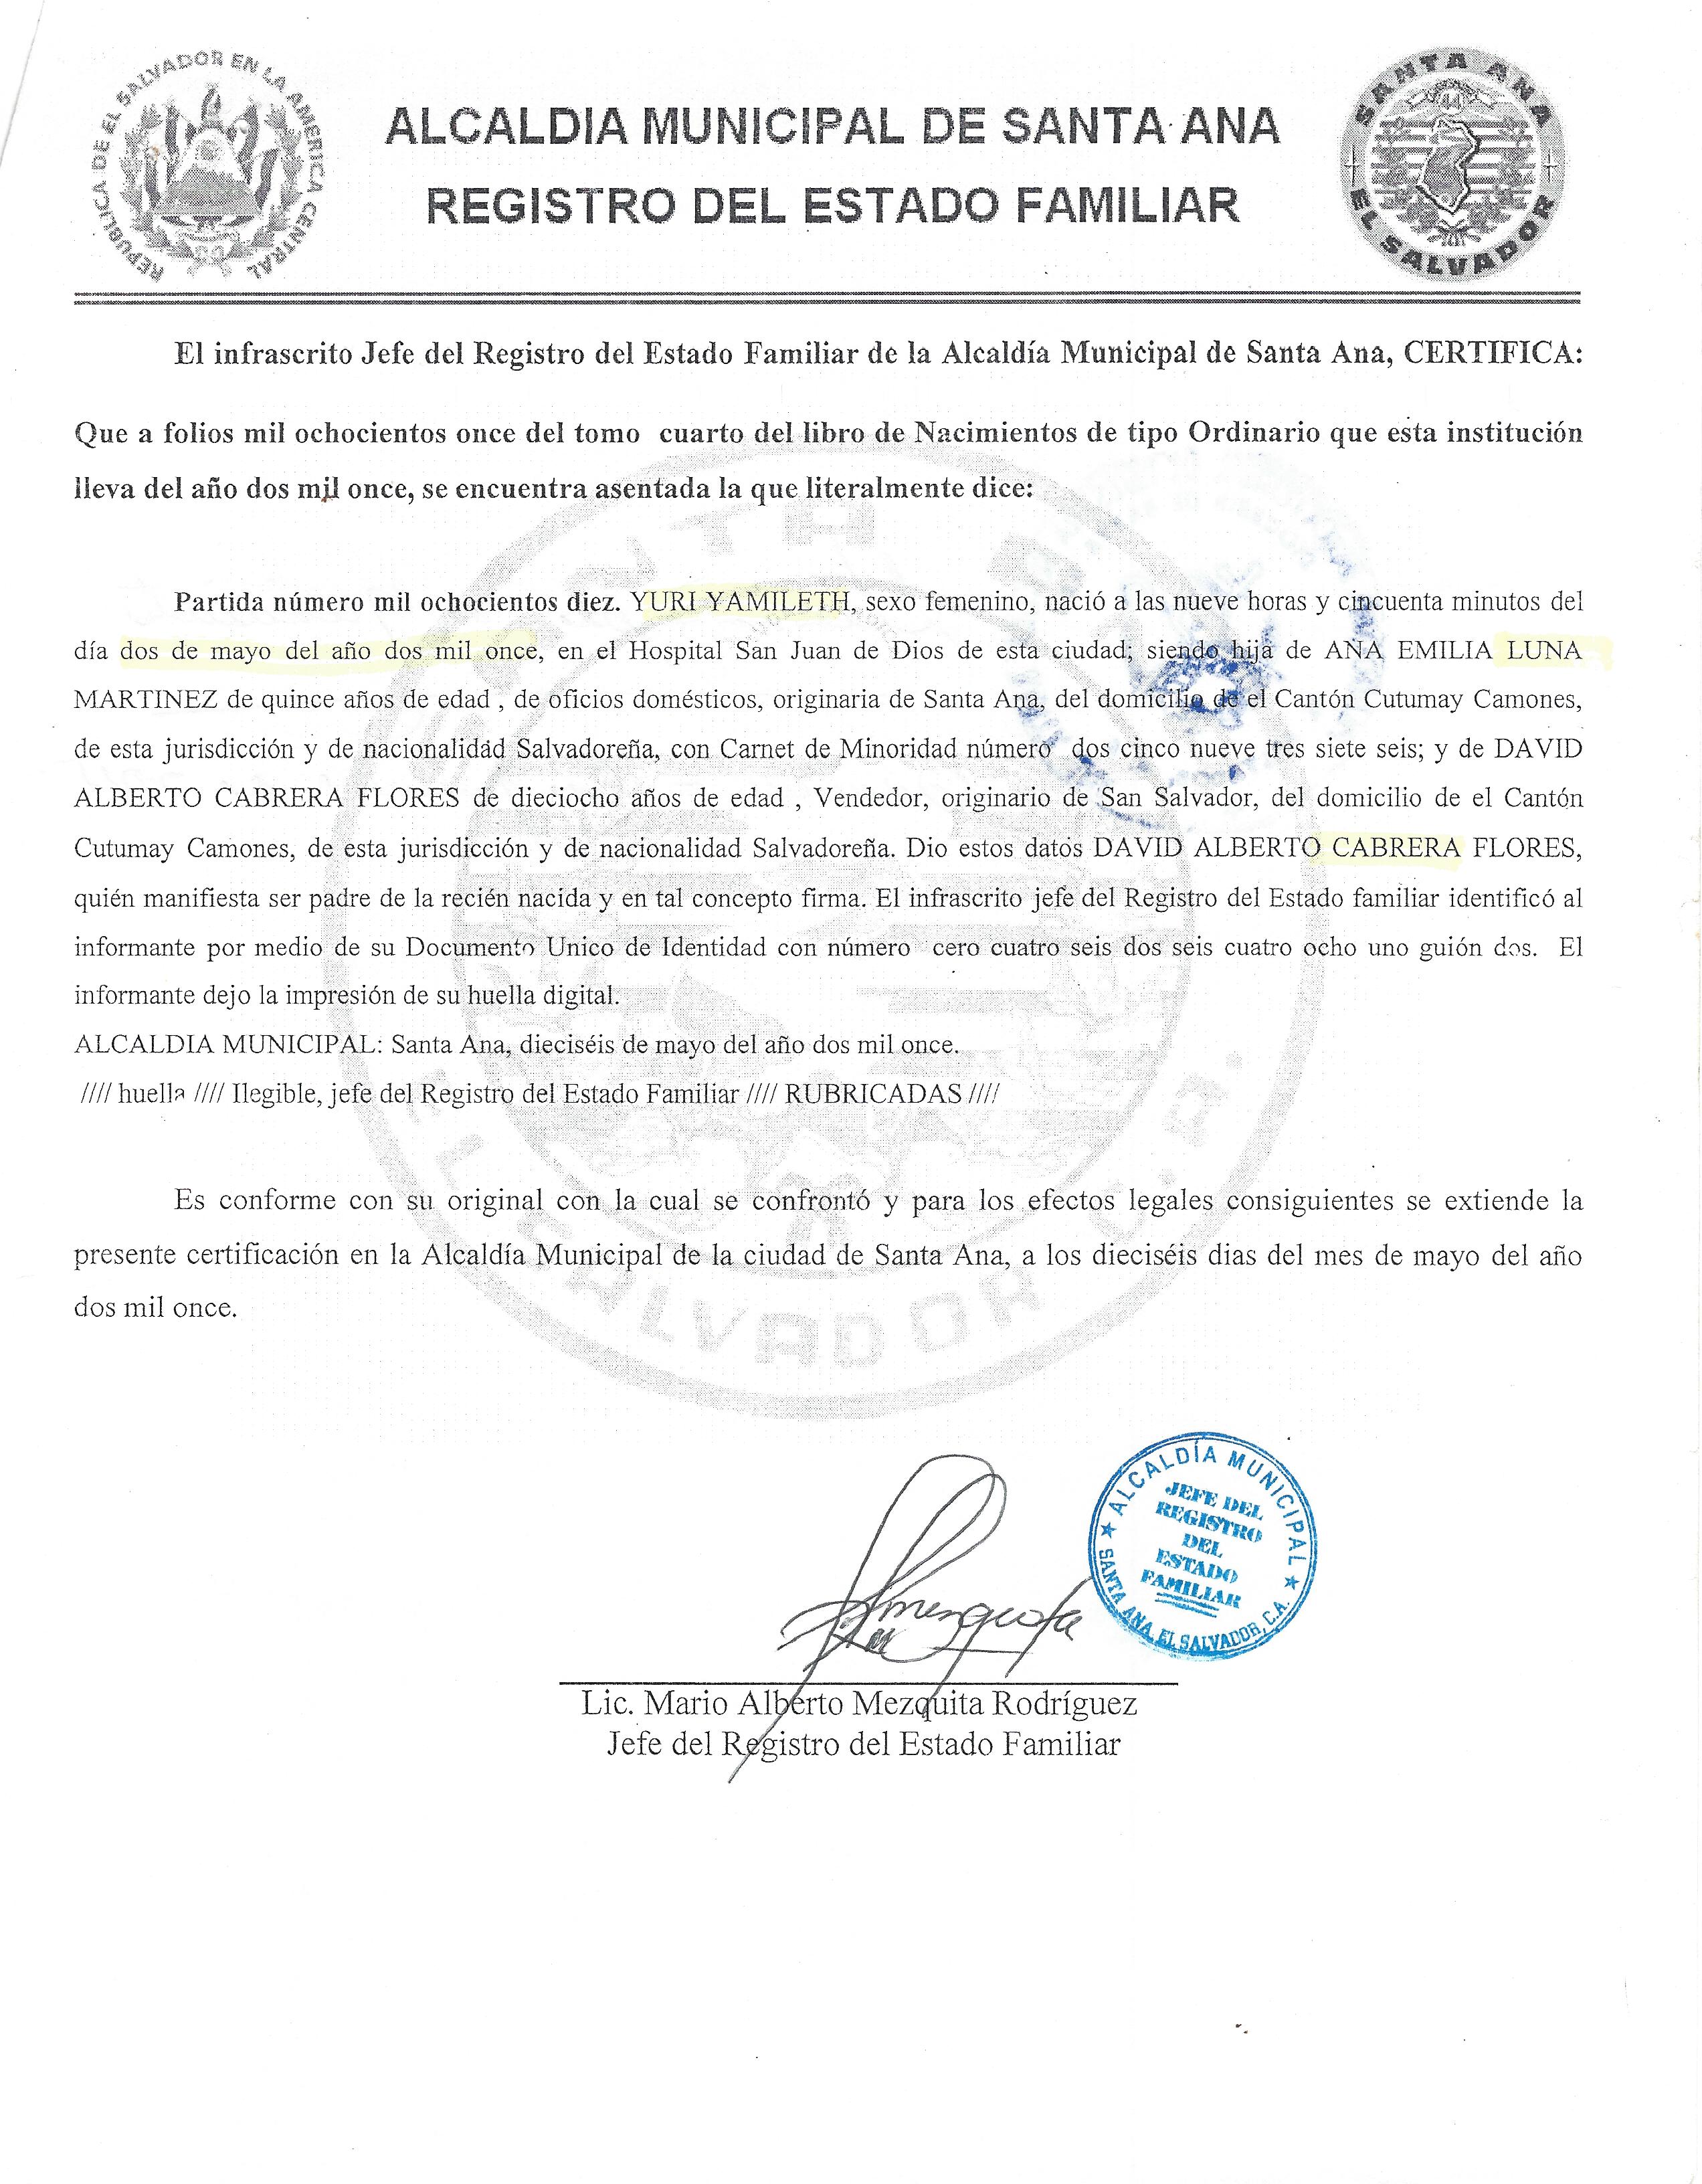 REPUBLICA DE EL SALVADOR EN LA AMERICA CENTRAL
ALCALDIA MUNICIPAL DE SANTA ANA
REGISTRO DEL ESTADO FAMILIAR
SANTA ANA
EL SALVADOR
El infrascrito Jefe del Registro del Estado Familiar de la Alcaldía Municipal de Santa Ana, CERTIFICA:
Que a folios mil ochocientos once del tomo cuarto del libro de Nacimientos de tipo Ordinario que esta institución
lleva del año dos mil once, se encuentra asentada la que literalmente dice:
Partida número mil ochocientos diez. YURI YAMILETH, sexo femenino, nació a las nueve horas y cincuenta minutos del
día dos de mayo del año dos mil once, en el Hospital San Juan de Dios de esta ciudad; siendo hija de ANA EMILIA LUNA
MARTINEZ de quince años de edad , de oficios domésticos, originaria de Santa Ana, del domicilio de el Cantón Cutumay Camones,
de esta jurisdicción y de nacionalidad Salvadoreña, con Carnet de Minoridad número dos cinco nueve tres siete seis; y de DAVID
ALBERTO CABRERA FLORES de dieciocho años de edad , Vendedor, originario de San Salvador, del domicilio de el Cantón
Cutumay Camones, de esta jurisdicción y de nacionalidad Salvadoreña. Dio estos datos DAVID ALBERTO CABRERA FLORES,
quién manifiesta ser padre de la recién nacida y en tal concepto firma. El infrascrito jefe del Registro del Estado familiar identificó al
informante por medio de su Documento Unico de Identidad con número cero cuatro seis dos seis cuatro ocho uno guión dos. El
informante dejo la impresión de su huella digital.
ALCALDIA MUNICIPAL: Santa Ana, dieciséis de mayo del año dos mil once.
//// huella //// Ilegible, jefe del Registro del Estado Familiar //// RUBRICADAS ////
Es conforme con su original con la cual se confrontó y para los efectos legales consiguientes se extiende la
presente certificación en la Alcaldía Municipal de la ciudad de Santa Ana, a los dieciséis dias del mes de mayo del año
dos mil once.
ALCALDÍA MUNICIPAL
JEFE DEL
REGISTRO
DEL
ESTADO
FAMILIAR
SANTA ANA, EL SALVADOR, C.A.
Lic. Mario Alberto Mezquita Rodríguez
Jefe del Registro del Estado Familiar